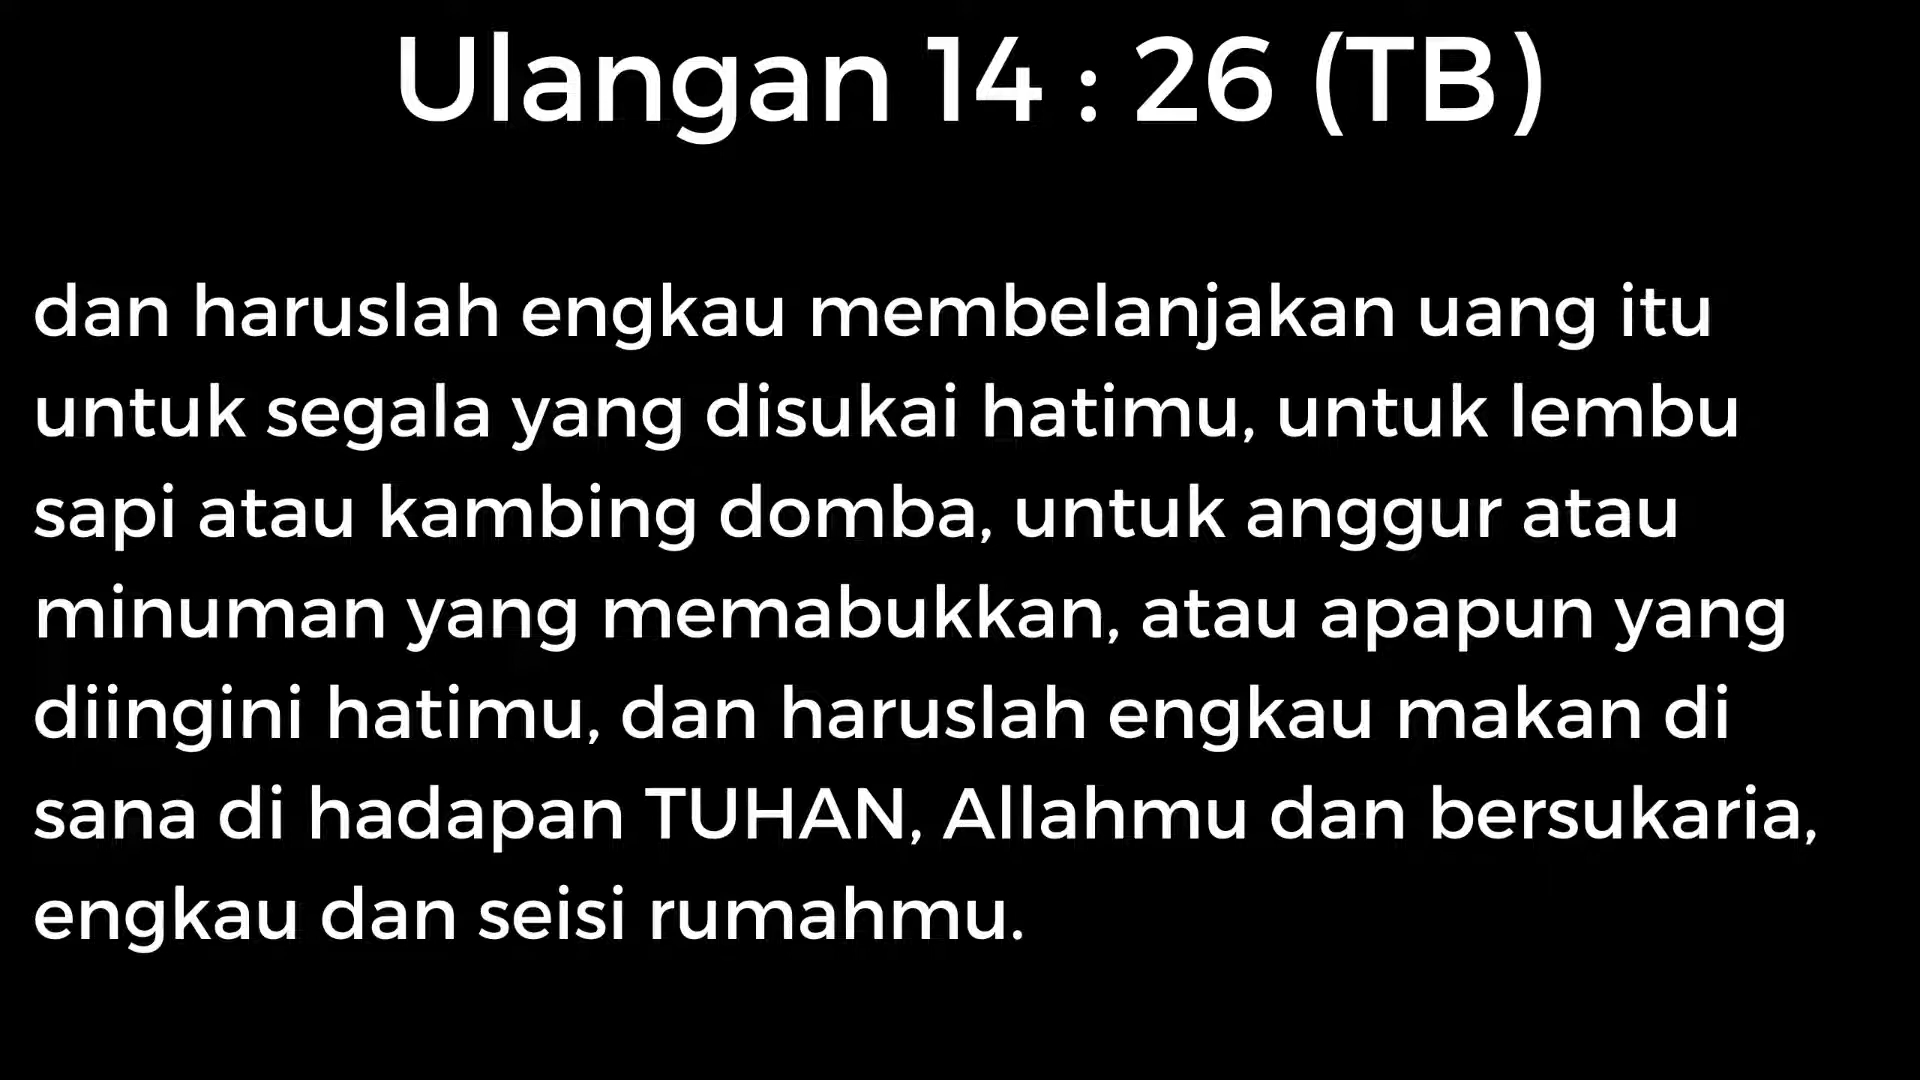 Ulangan 14 : 26 (TB)
dan haruslah engkau membelanjakan uang itu
untuk segala yang disukai hatimu, untuk lembu
sapi atau kambing domba, untuk anggur atau
minuman yang memabukkan, atau apapun yang
diingini hatimu, dan haruslah engkau makan di
sana di hadapan TUHAN, Allahmu dan bersukaria,
engkau dan seisi rumahmu.